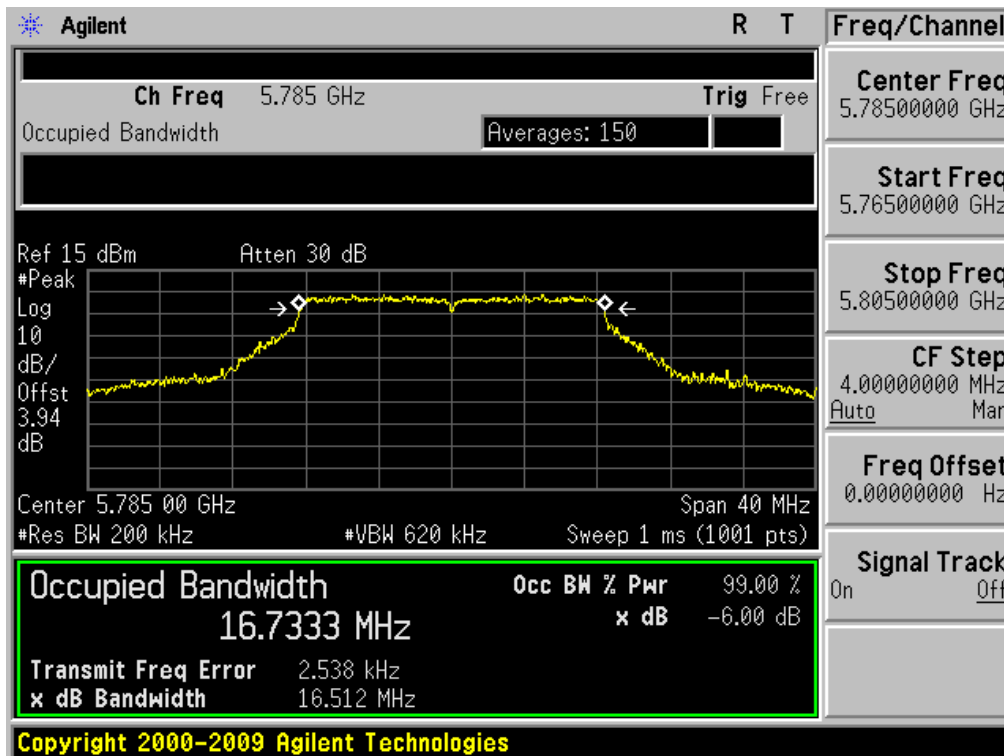 Agilent R T Freq/Channel
Ch Freq 5.785 GHz Trig Free
Occupied Bandwidth Averages: 150
Center Freq
5.78500000 GHz
Start Freq
5.76500000 GHz
Stop Freq
5.80500000 GHz
CF Step
4.00000000 MHz
Auto Man
Freq Offset
0.00000000 Hz
Signal Track
On Off
Ref 15 dBm Atten 30 dB
#Peak
Log
10
dB/
Offst
3.94
dB
Center 5.785 00 GHz Span 40 MHz
#Res BW 200 kHz #VBW 620 kHz Sweep 1 ms (1001 pts)
Occupied Bandwidth Occ BW % Pwr 99.00 %
16.7333 MHz x dB -6.00 dB
Transmit Freq Error 2.538 kHz
x dB Bandwidth 16.512 MHz
Copyright 2000-2009 Agilent Technologies